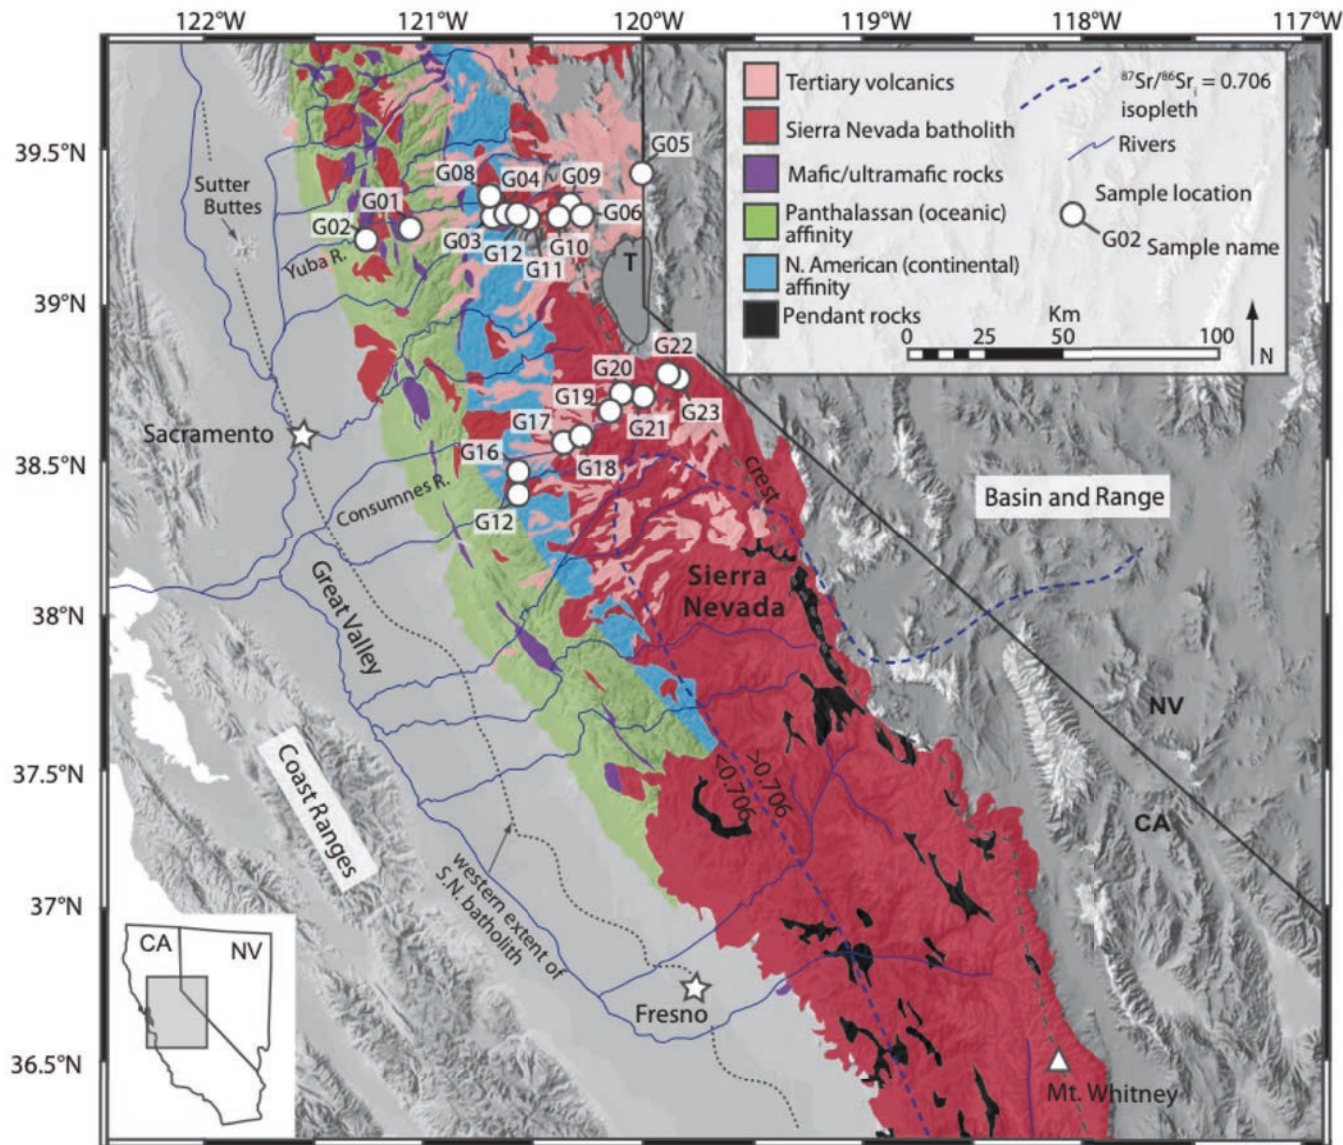 122°W
121°W
120°W
119°W
118°W
117°W
39.5°N
39°N
38.5°N
38°N
37.5°N
37°N
36.5°N
Tertiary volcanics
Sierra Nevada batholith
Mafic/ultramafic rocks
Panthalassan (oceanic)
affinity
N. American (continental)
affinity
Pendant rocks
87Sr/86Sri = 0.706
isopleth
Rivers
Sample location
G02 Sample name
Km
0 25 50 100
N
G05
G08
G04
G09
G01
G02
G06
G03
G12
G10
G11
Sutter
Buttes
Yuba R.
T
G22
G20
G19
G23
G17
G21
G16
G18
G12
Sacramento
Consumnes R.
crest
Basin and Range
Great Valley
Sierra
Nevada
NV
CA
Coast Ranges
>0.706
<0.706
western extent of
S.N. batholith
Fresno
Mt. Whitney
CA
NV